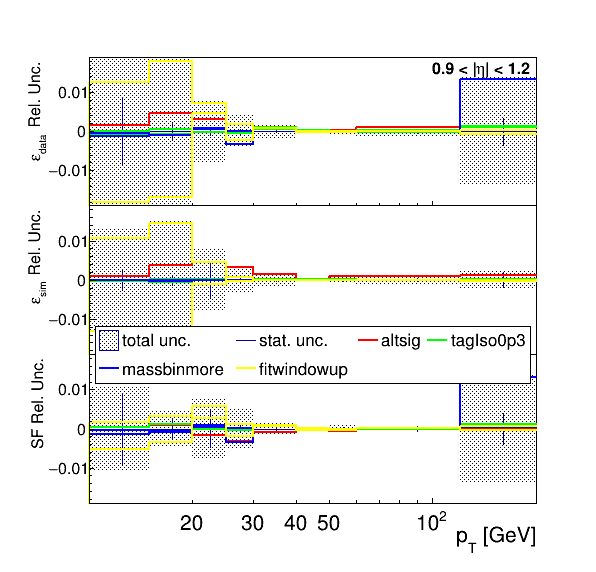 0.9 < |η| < 1.2
ε_data Rel. Unc.
0.01
0
−0.01
ε_sim Rel. Unc.
0.01
0
−0.01
total unc. stat. unc. altsig tagIso0p3
massbinmore fitwindowup
SF Rel. Unc.
0.01
0
−0.01
20 30 40 50 10²
p_T [GeV]